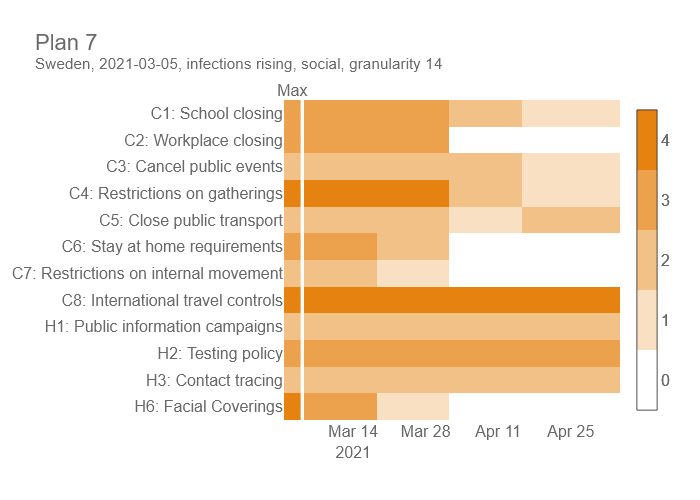 Plan 7
Sweden, 2021-03-05, infections rising, social, granularity 14
Max
C1: School closing
C2: Workplace closing
C3: Cancel public events
C4: Restrictions on gatherings
C5: Close public transport
C6: Stay at home requirements
C7: Restrictions on internal movement
C8: International travel controls
H1: Public information campaigns
H2: Testing policy
H3: Contact tracing
H6: Facial Coverings
Mar 14 Mar 28 Apr 11 Apr 25
2021
4
3
2
1
0